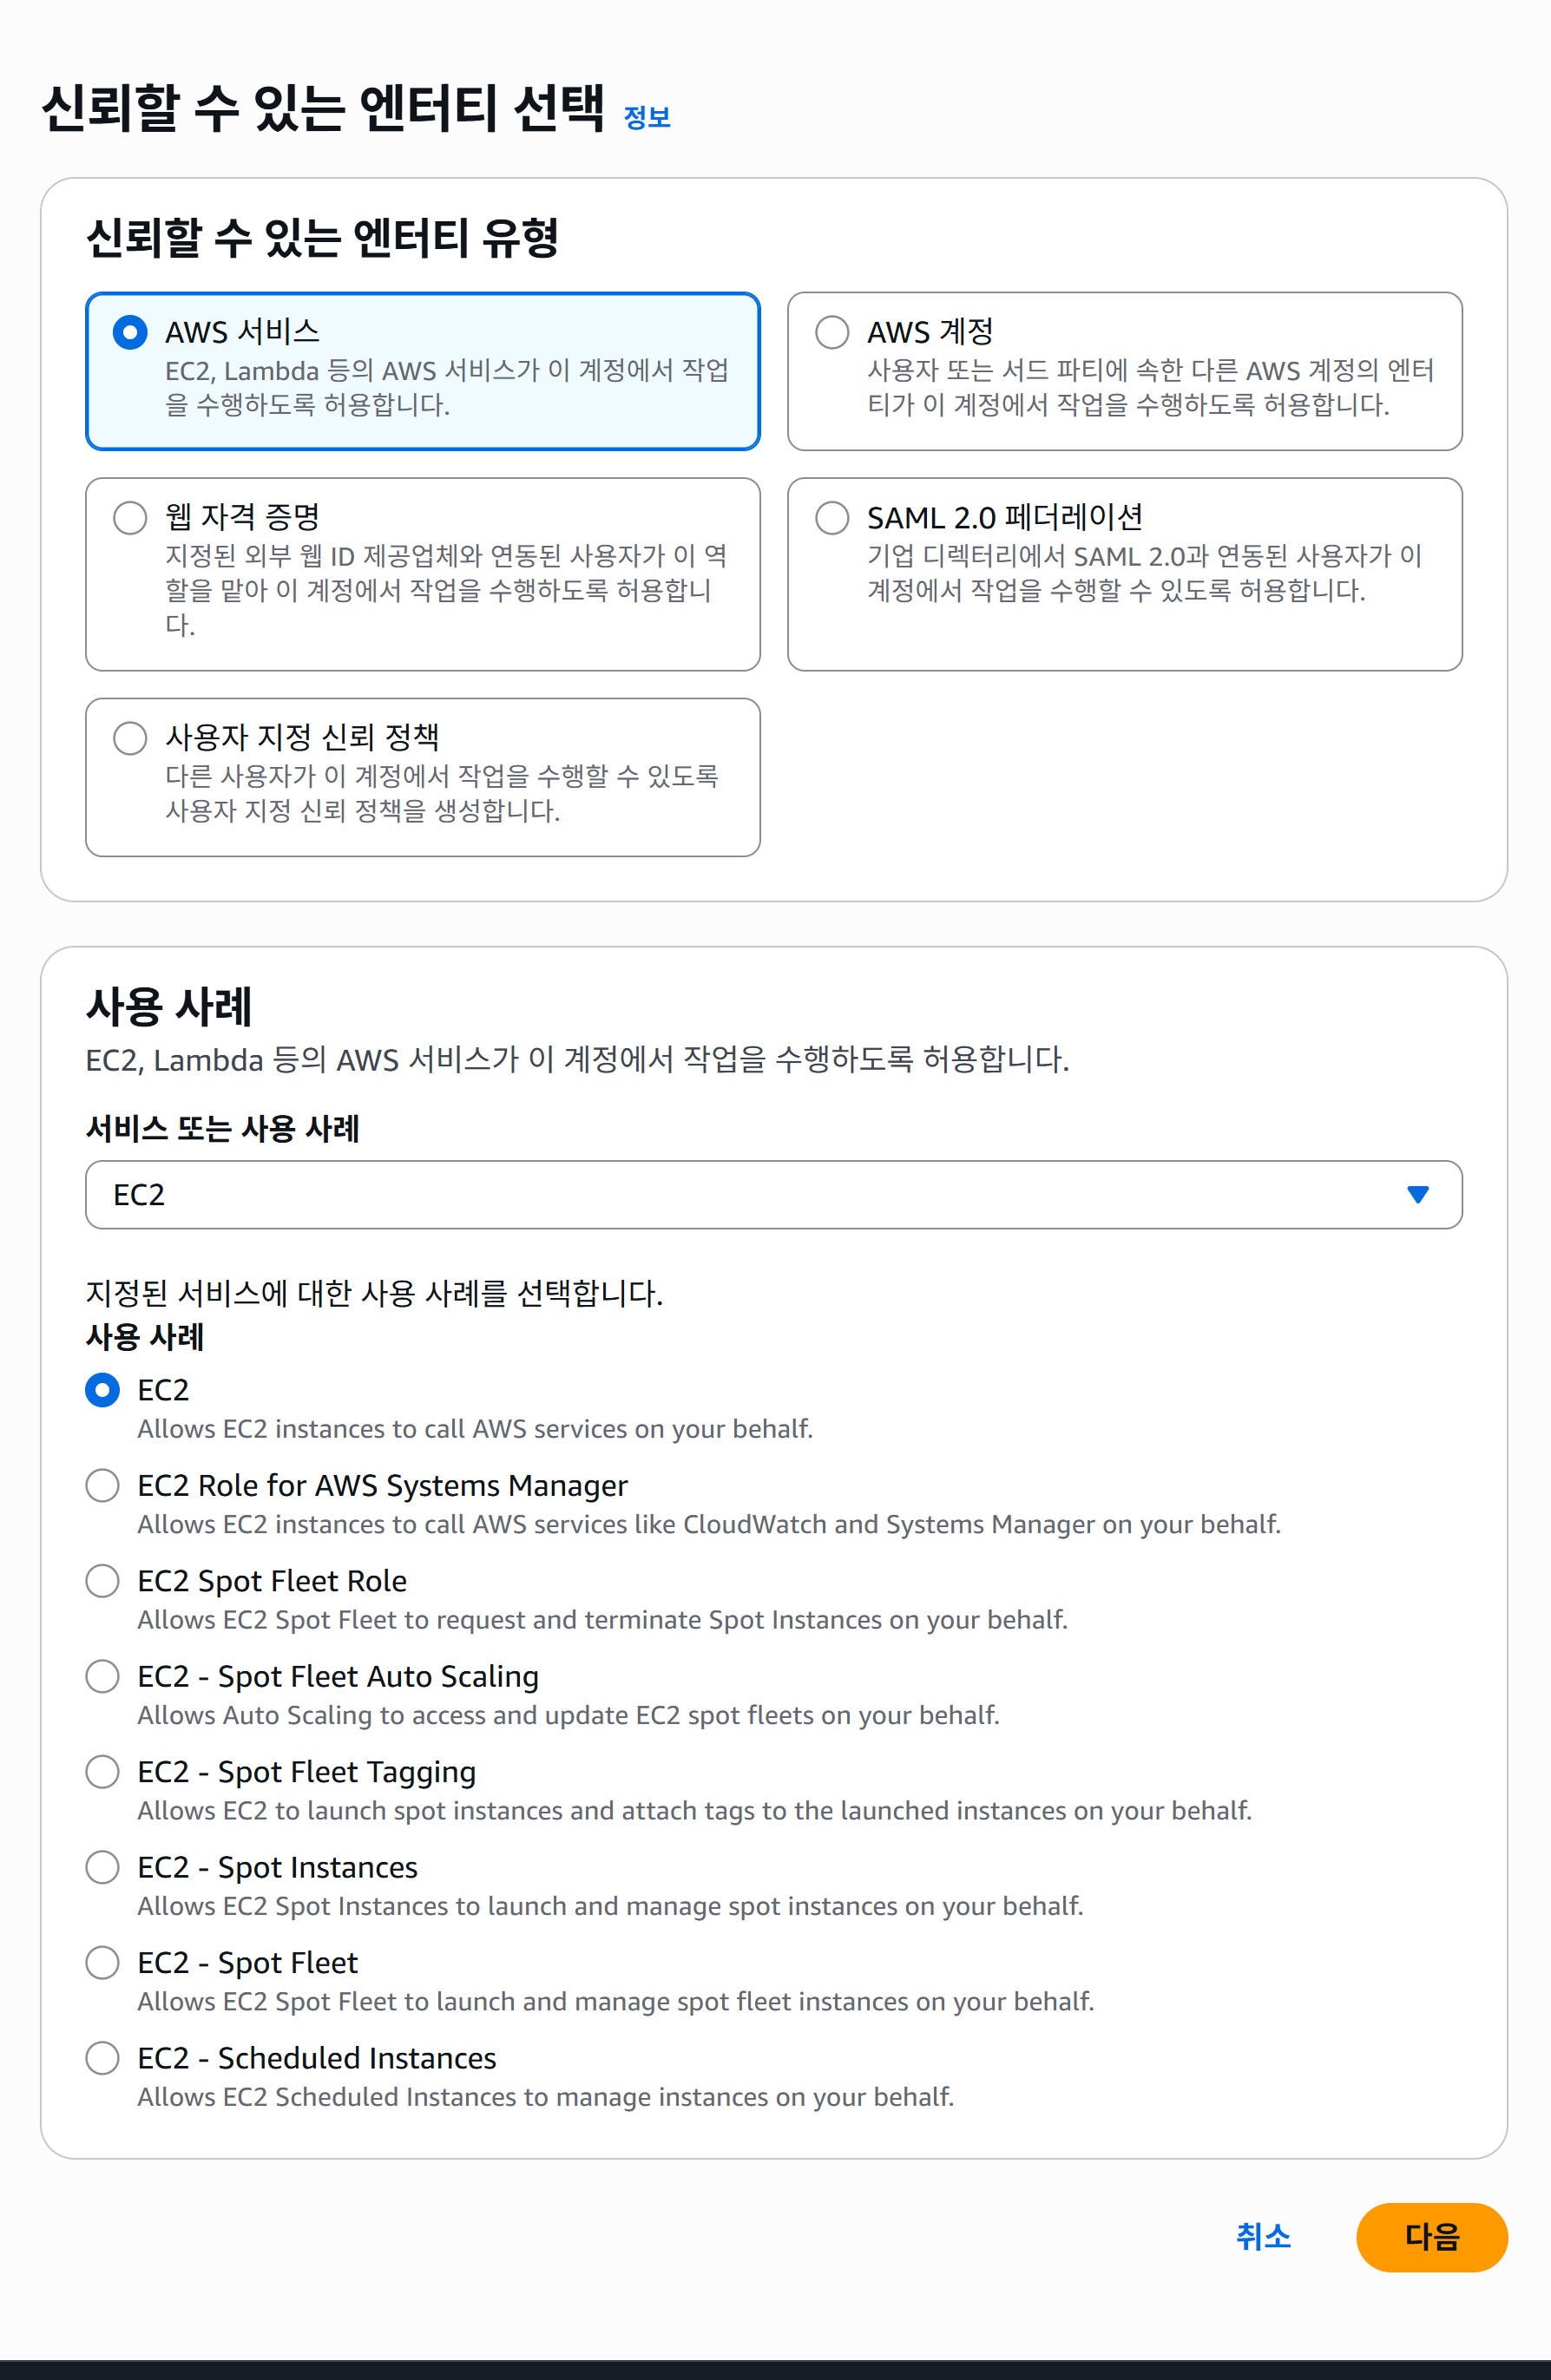 신뢰할 수 있는 엔터티 선택 정보
신뢰할 수 있는 엔터티 유형
AWS 서비스
EC2, Lambda 등의 AWS 서비스가 이 계정에서 작업
을 수행하도록 허용합니다.
AWS 계정
사용자 또는 서드 파티에 속한 다른 AWS 계정의 엔터
티가 이 계정에서 작업을 수행하도록 허용합니다.
웹 자격 증명
지정된 외부 웹 ID 제공업체와 연동된 사용자가 이 역
할을 맡아 이 계정에서 작업을 수행하도록 허용합니
다.
SAML 2.0 페더레이션
기업 디렉터리에서 SAML 2.0과 연동된 사용자가 이
계정에서 작업을 수행할 수 있도록 허용합니다.
사용자 지정 신뢰 정책
다른 사용자가 이 계정에서 작업을 수행할 수 있도록
사용자 지정 신뢰 정책을 생성합니다.
사용 사례
EC2, Lambda 등의 AWS 서비스가 이 계정에서 작업을 수행하도록 허용합니다.
서비스 또는 사용 사례
EC2
지정된 서비스에 대한 사용 사례를 선택합니다.
사용 사례
EC2
Allows EC2 instances to call AWS services on your behalf.
EC2 Role for AWS Systems Manager
Allows EC2 instances to call AWS services like CloudWatch and Systems Manager on your behalf.
EC2 Spot Fleet Role
Allows EC2 Spot Fleet to request and terminate Spot Instances on your behalf.
EC2 - Spot Fleet Auto Scaling
Allows Auto Scaling to access and update EC2 spot fleets on your behalf.
EC2 - Spot Fleet Tagging
Allows EC2 to launch spot instances and attach tags to the launched instances on your behalf.
EC2 - Spot Instances
Allows EC2 Spot Instances to launch and manage spot instances on your behalf.
EC2 - Spot Fleet
Allows EC2 Spot Fleet to launch and manage spot fleet instances on your behalf.
EC2 - Scheduled Instances
Allows EC2 Scheduled Instances to manage instances on your behalf.
취소
다음